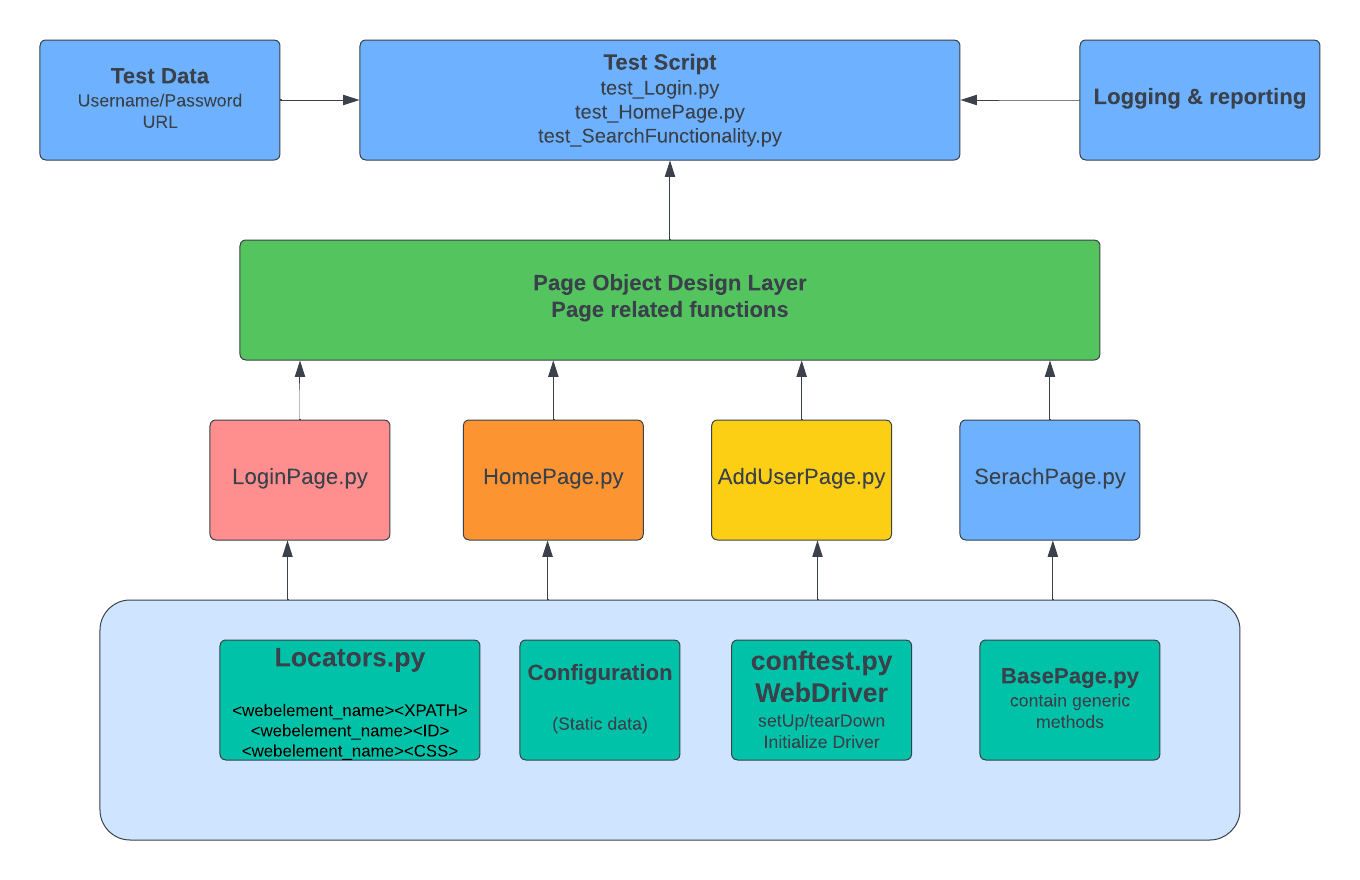 Test Data
Username/Password
URL
Test Script
test_Login.py
test_HomePage.py
test_SearchFunctionality.py
Logging & reporting
Page Object Design Layer
Page related functions
LoginPage.py
HomePage.py
AddUserPage.py
SerachPage.py
Locators.py
<webelement_name><XPATH>
<webelement_name><ID>
<webelement_name><CSS>
Configuration
(Static data)
conftest.py
WebDriver
setUp/tearDown
Initialize Driver
BasePage.py
contain generic
methods